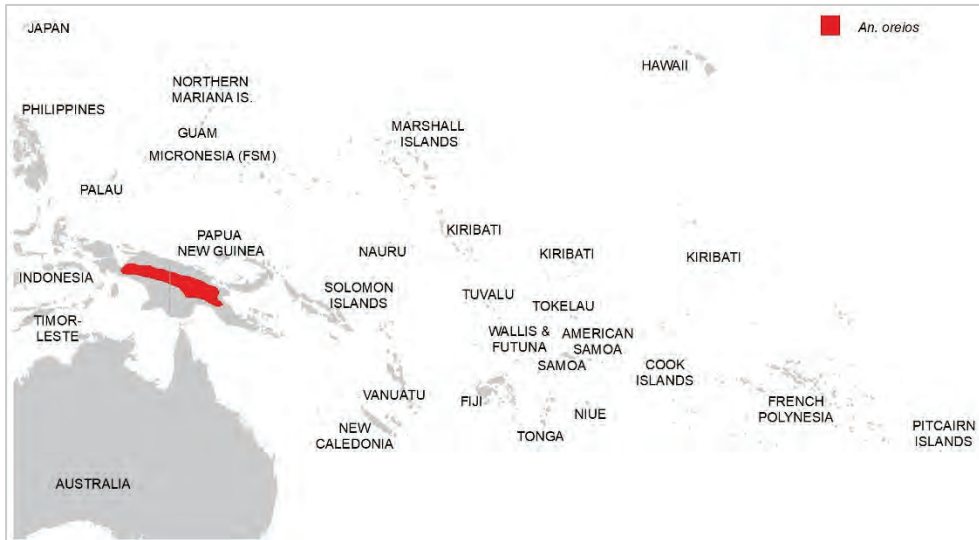 JAPAN
An. oreios
HAWAII
NORTHERN
MARIANA IS.
PHILIPPINES
GUAM
MARSHALL
ISLANDS
MICRONESIA (FSM)
PALAU
KIRIBATI
PAPUA
NEW GUINEA
NAURU
KIRIBATI
KIRIBATI
INDONESIA
SOLOMON
ISLANDS
TUVALU
TOKELAU
TIMOR-
LESTE
WALLIS &
FUTUNA
AMERICAN
SAMOA
SAMOA
COOK
ISLANDS
VANUATU
FIJI
NIUE
FRENCH
POLYNESIA
NEW
CALEDONIA
TONGA
PITCAIRN
ISLANDS
AUSTRALIA